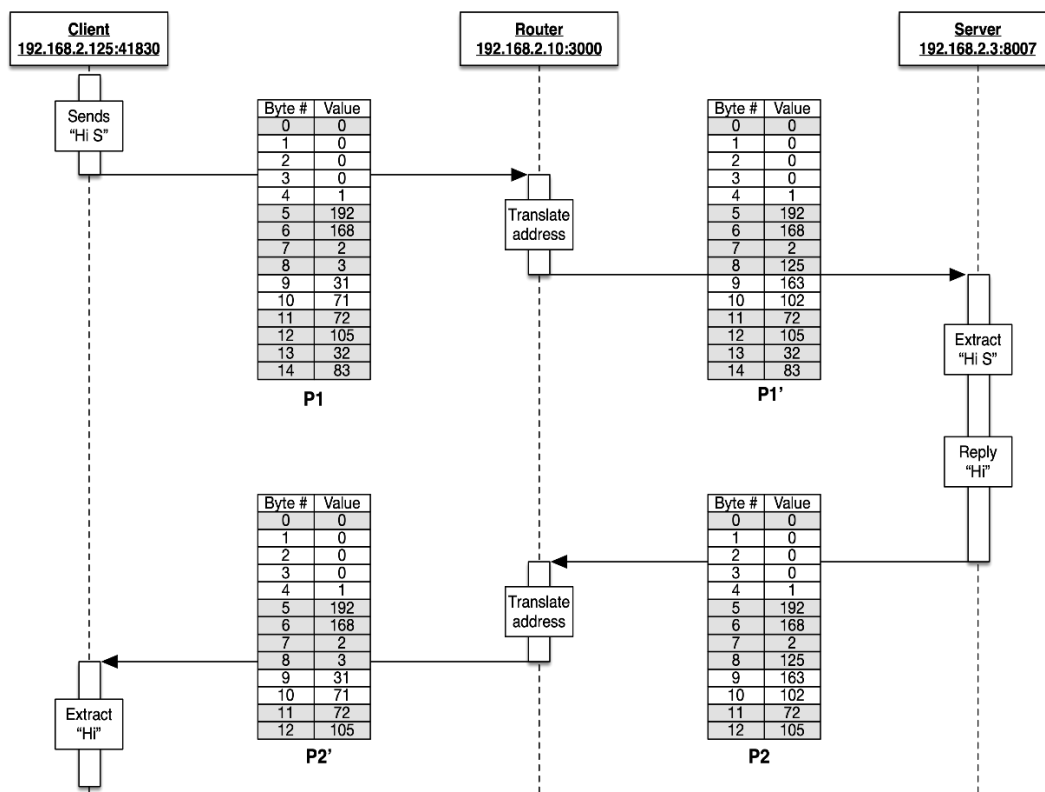 Client
192.168.2.125:41830
Router
192.168.2.10:3000
Server
192.168.2.3:8007
Sends
“Hi S”
Byte # Value
0 0
1 0
2 0
3 0
4 1
5 192
6 168
7 2
8 3
9 31
10 71
11 72
12 105
13 32
14 83
P1
Translate
address
Byte # Value
0 0
1 0
2 0
3 0
4 1
5 192
6 168
7 2
8 125
9 163
10 102
11 72
12 105
13 32
14 83
P1’
Extract
“Hi S”
Reply
“Hi”
Byte # Value
0 0
1 0
2 0
3 0
4 1
5 192
6 168
7 2
8 125
9 163
10 102
11 72
12 105
P2
Translate
address
Byte # Value
0 0
1 0
2 0
3 0
4 1
5 192
6 168
7 2
8 3
9 31
10 71
11 72
12 105
P2’
Extract
“Hi”